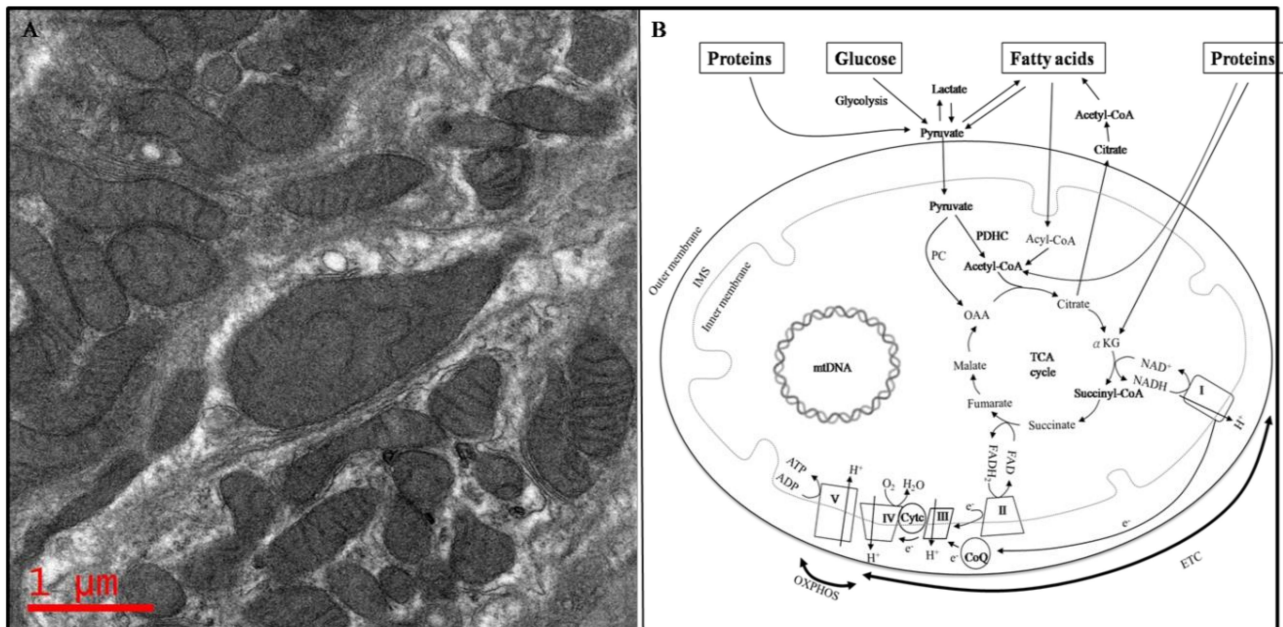 A
1 µm
B
Proteins
Glucose
Fatty acids
Proteins
Glycolysis
Lactate
Pyruvate
Acetyl-CoA
Citrate
Outer membrane
IMS
Inner membrane
Pyruvate
PC
PDHC
Acyl-CoA
Acetyl-CoA
OAA
Citrate
mtDNA
Malate
TCA
cycle
α KG
NAD⁺
NADH
I
H⁺
Succinyl-CoA
Fumarate
Succinate
FADH₂
FAD
ATP
ADP
V
H⁺
O₂
H₂O
IV
Cytc
III
e⁻
II
H⁺
e⁻
H⁺
e⁻
CoQ
e⁻
OXPHOS
ETC